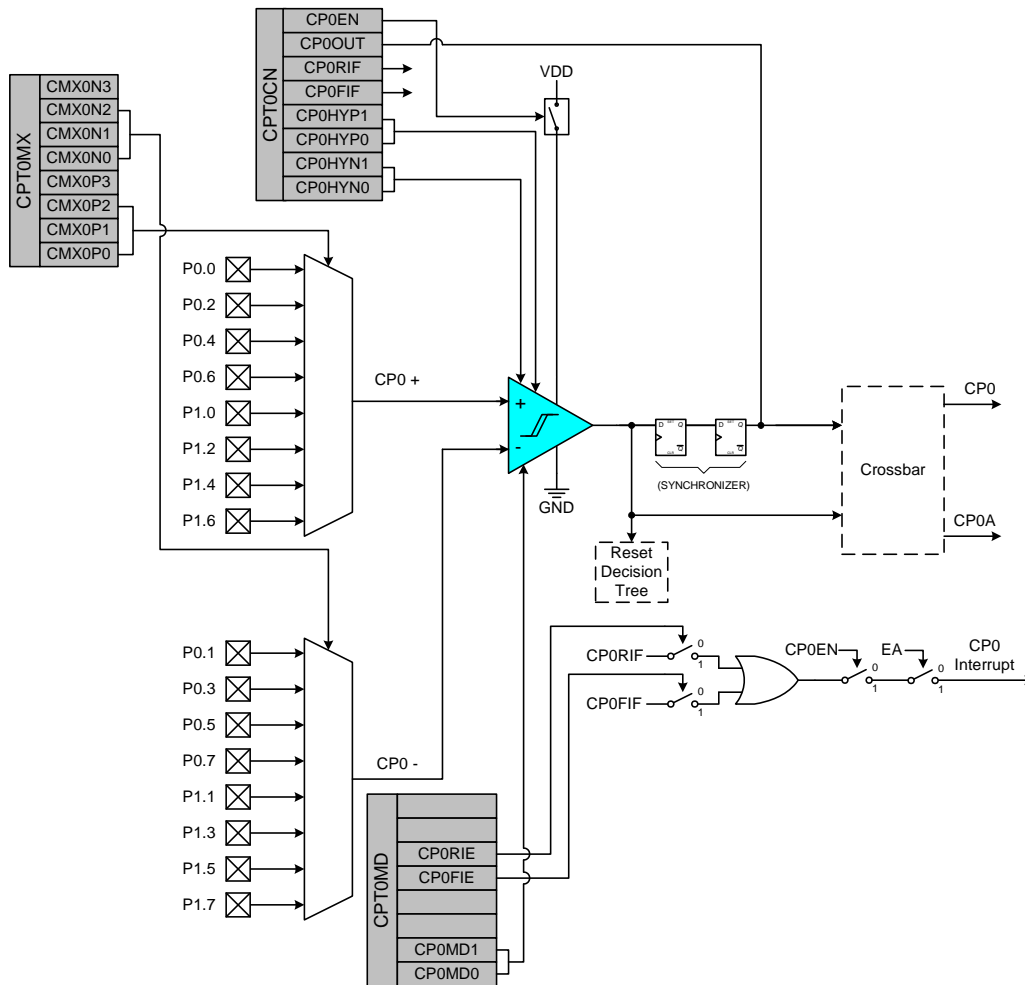 CP0EN
CP0OUT
CP0RIF
CP0FIF
CP0HYP1
CP0HYP0
CP0HYN1
CP0HYN0
CPT0CN
VDD
CMX0N3
CMX0N2
CMX0N1
CMX0N0
CMX0P3
CMX0P2
CMX0P1
CMX0P0
CPT0MX
P0.0
P0.2
P0.4
P0.6
P1.0
P1.2
P1.4
P1.6
CP0 +
+
-
GND
D SET Q
CLR Q
D SET Q
CLR Q
(SYNCHRONIZER)
Reset
Decision
Tree
Crossbar
CP0
CP0A
P0.1
P0.3
P0.5
P0.7
P1.1
P1.3
P1.5
P1.7
CP0 -
CP0RIF
0
1
CP0FIF
0
1
CP0EN
0
1
EA
0
1
CP0
Interrupt
CPT0MD
CP0RIE
CP0FIE
CP0MD1
CP0MD0